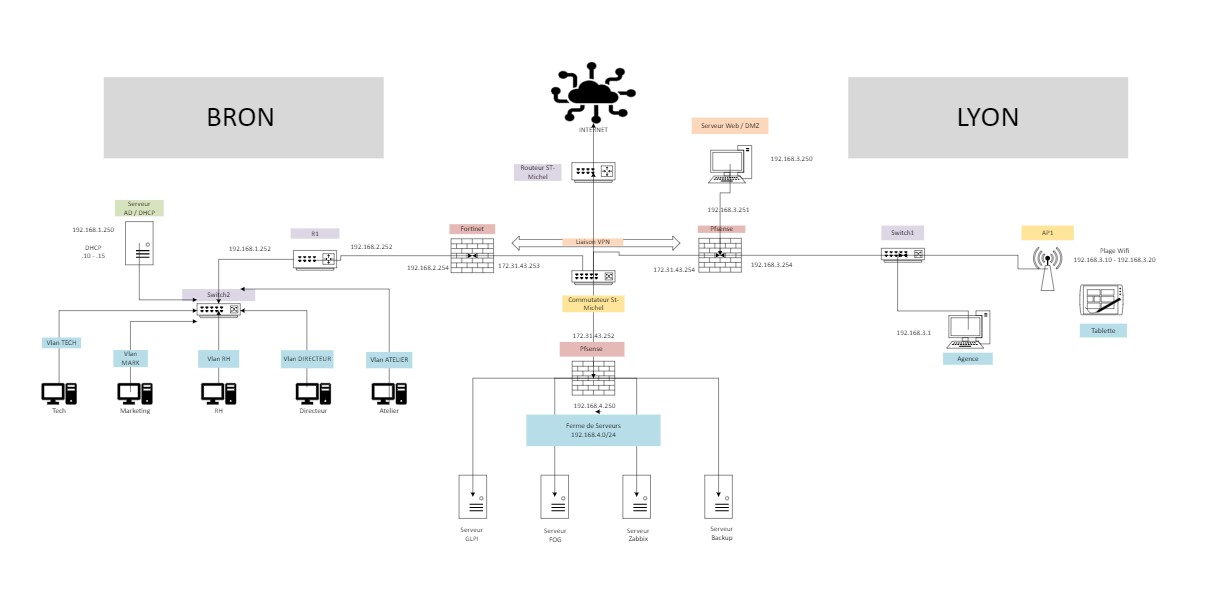 BRON
LYON
INTERNET
Serveur Web / DMZ
192.168.3.250
Routeur ST-
Michel
Serveur
AD / DHCP
192.168.1.250
DHCP
.10 - .15
R1
192.168.1.252
192.168.2.252
Fortinet
192.168.2.254
172.31.43.253
Liaison VPN
192.168.3.251
Pfsense
172.31.43.254
192.168.3.254
Switch1
AP1
Plage Wifi
192.168.3.10 - 192.168.3.20
Tablette
192.168.3.1
Agence
Commutateur St-
Michel
172.31.43.252
Pfsense
192.168.4.250
Ferme de Serveurs
192.168.4.0/24
Switch2
Vlan TECH
Vlan
MARK
Vlan RH
Vlan DIRECTEUR
Vlan ATELIER
Tech
Marketing
RH
Directeur
Atelier
Serveur
GLPI
Serveur
FOG
Serveur
Zabbix
Serveur
Backup